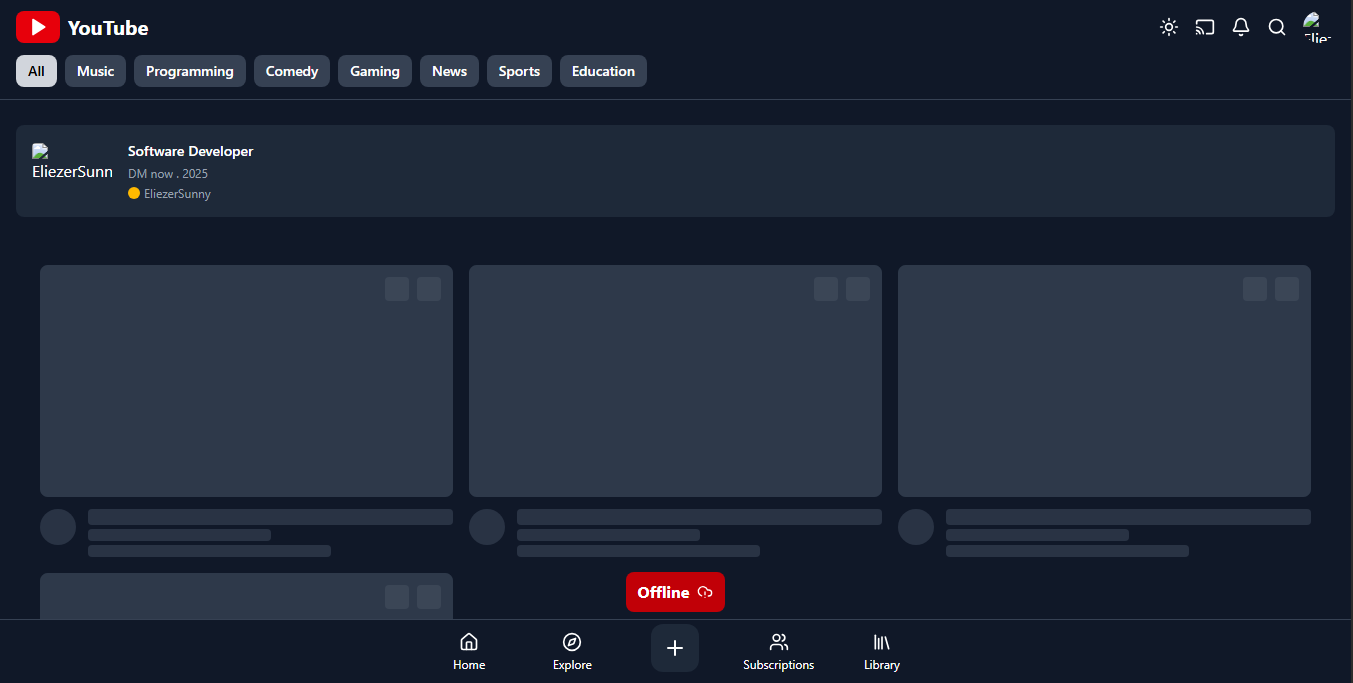 YouTube
All Music Programming Comedy Gaming News Sports Education
EliezerSunn
Software Developer
DM now . 2025
EliezerSunny
Offline
Home Explore Subscriptions Library